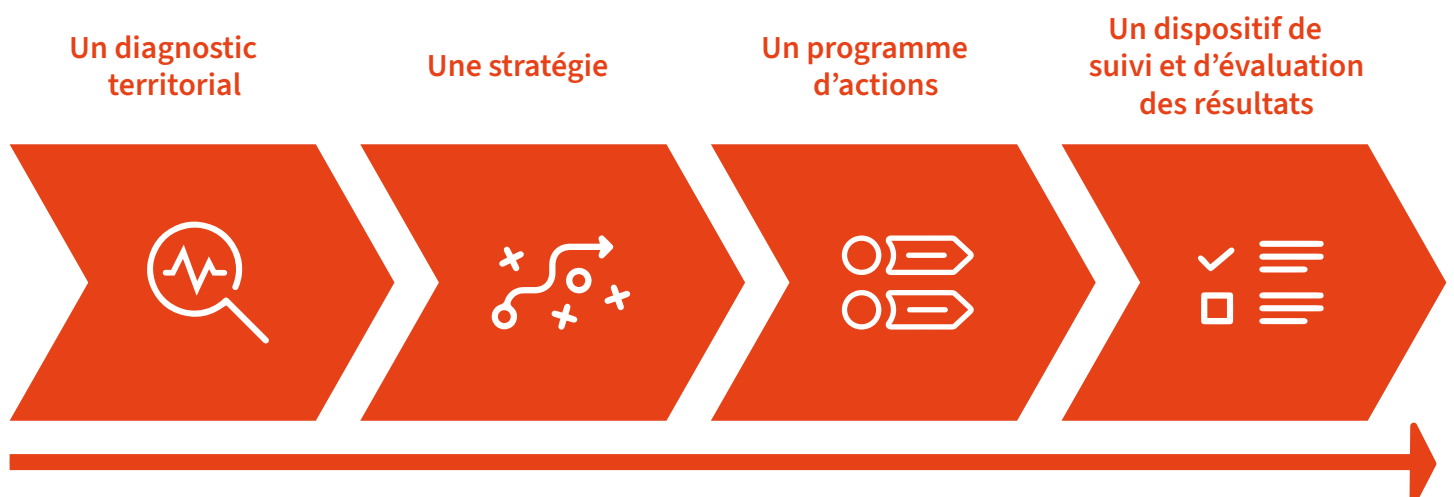 Un diagnostic
territorial
Une stratégie
Un programme
d’actions
Un dispositif de
suivi et d’évaluation
des résultats